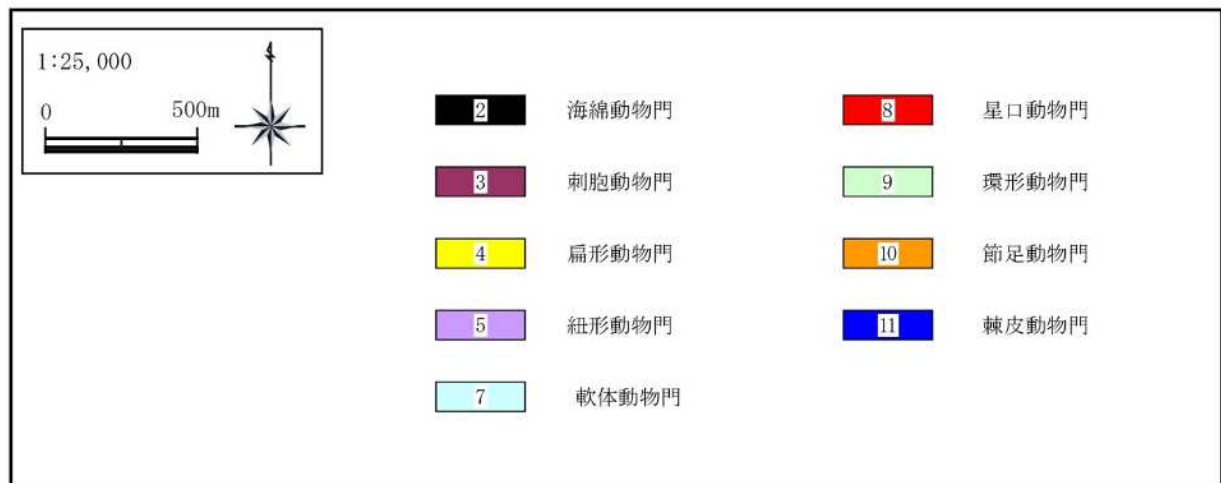 1:25,000
0 500m
2 海綿動物門
3 刺胞動物門
4 扁形動物門
5 紐形動物門
7 軟体動物門
8 星口動物門
9 環形動物門
10 節足動物門
11 棘皮動物門